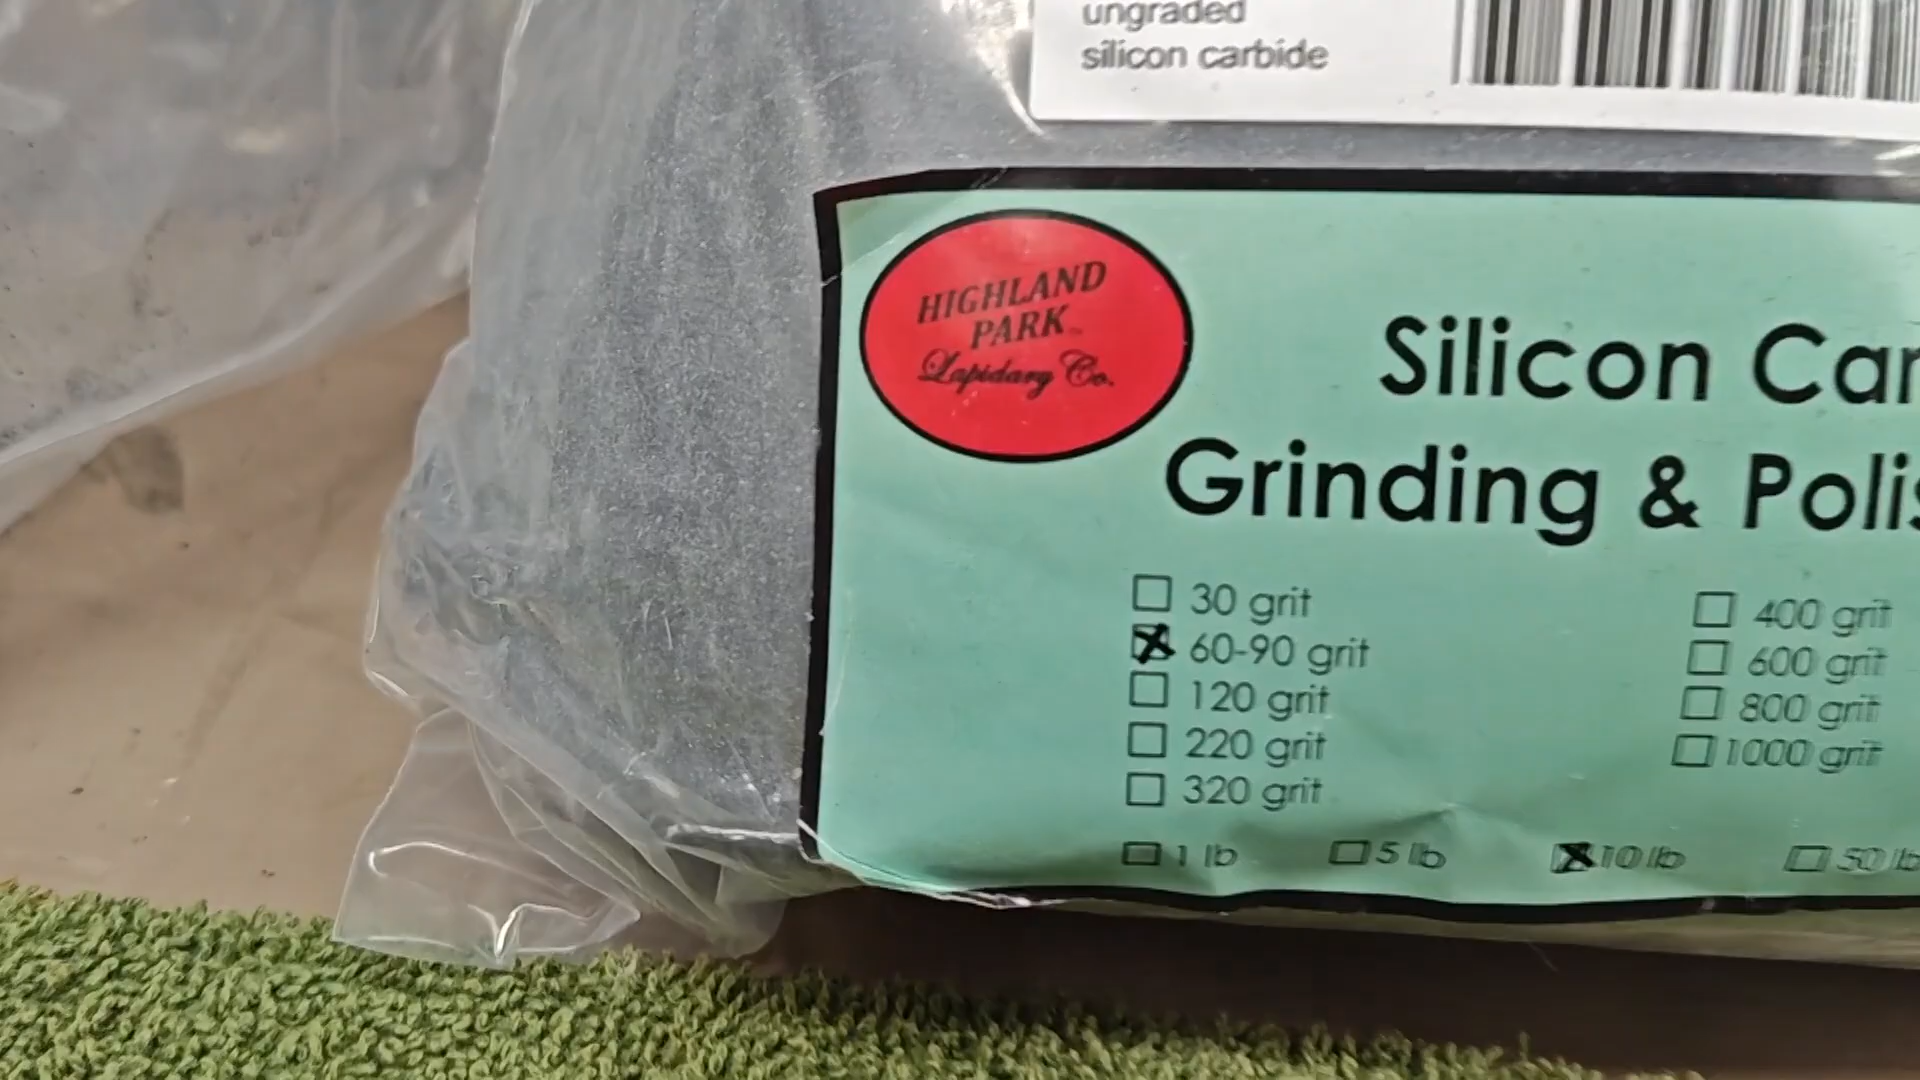 ungraded
silicon carbide
HIGHLAND
PARK
Lapidary Co.
Silicon Car
Grinding & Polis
30 grit
60-90 grit
120 grit
220 grit
320 grit
400 grit
600 grit
800 grit
1000 grit
1 lb 5 lb 10 lb 50 lb